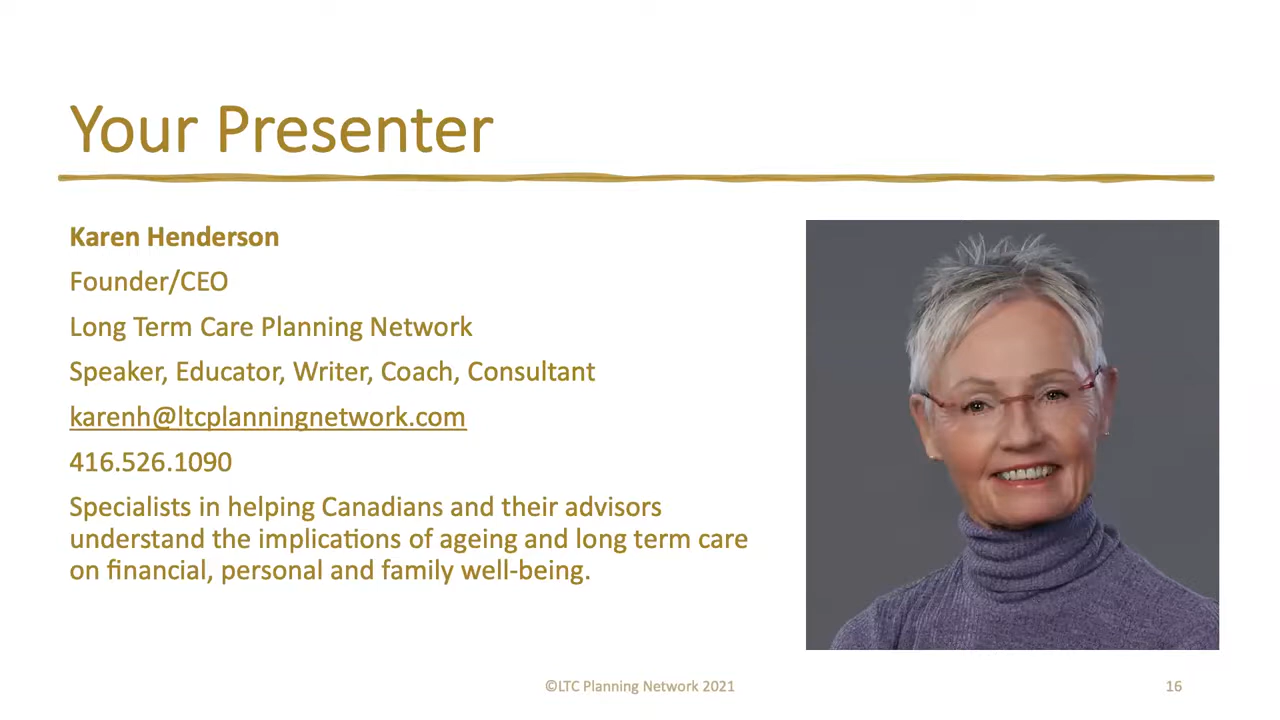 Your Presenter
Karen Henderson
Founder/CEO
Long Term Care Planning Network
Speaker, Educator, Writer, Coach, Consultant
karenh@ltcplanningnetwork.com
416.526.1090
Specialists in helping Canadians and their advisors
understand the implications of ageing and long term care
on financial, personal and family well-being.
©LTC Planning Network 2021
16